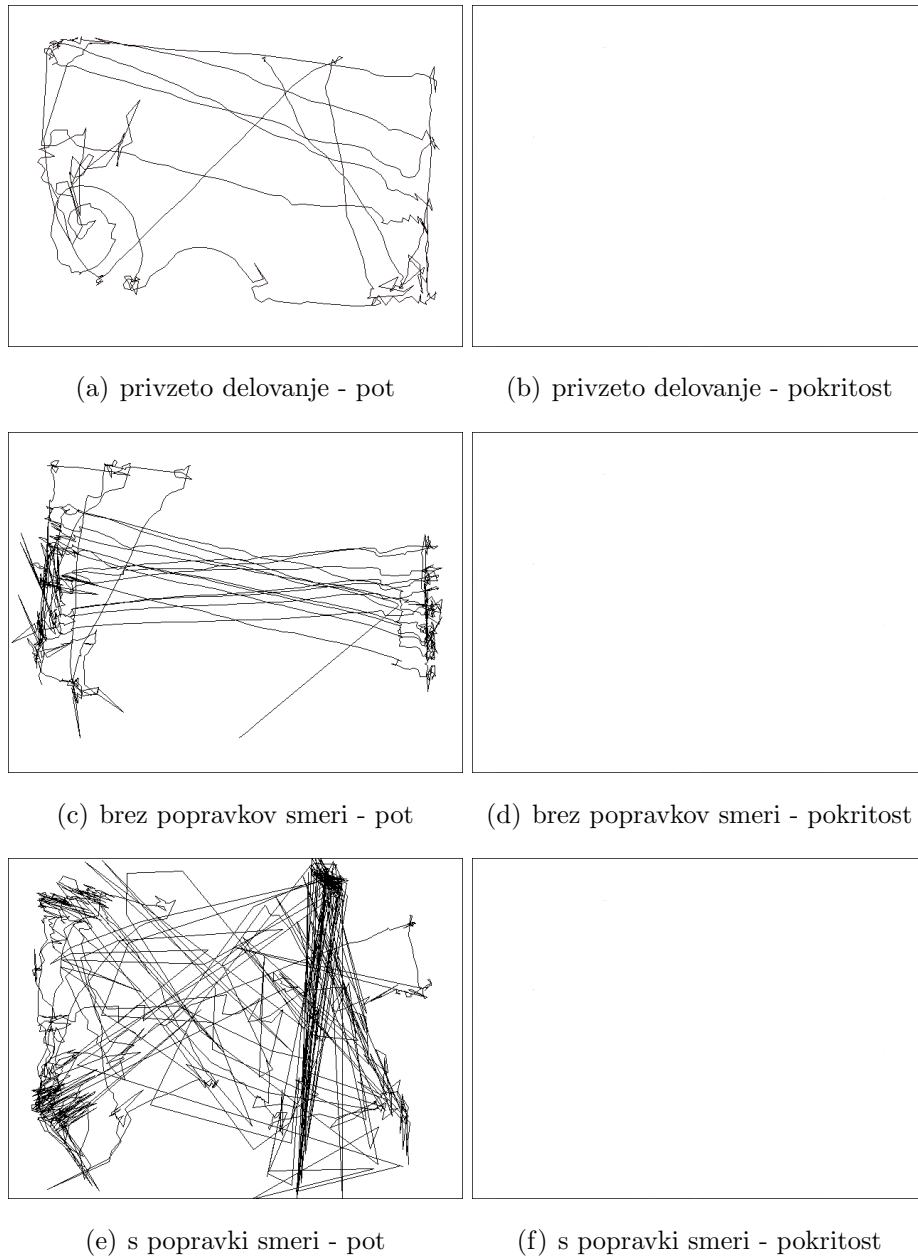 (a) privzeto delovanje - pot
(b) privzeto delovanje - pokritost
(c) brez popravkov smeri - pot
(d) brez popravkov smeri - pokritost
(e) s popravki smeri - pot
(f) s popravki smeri - pokritost